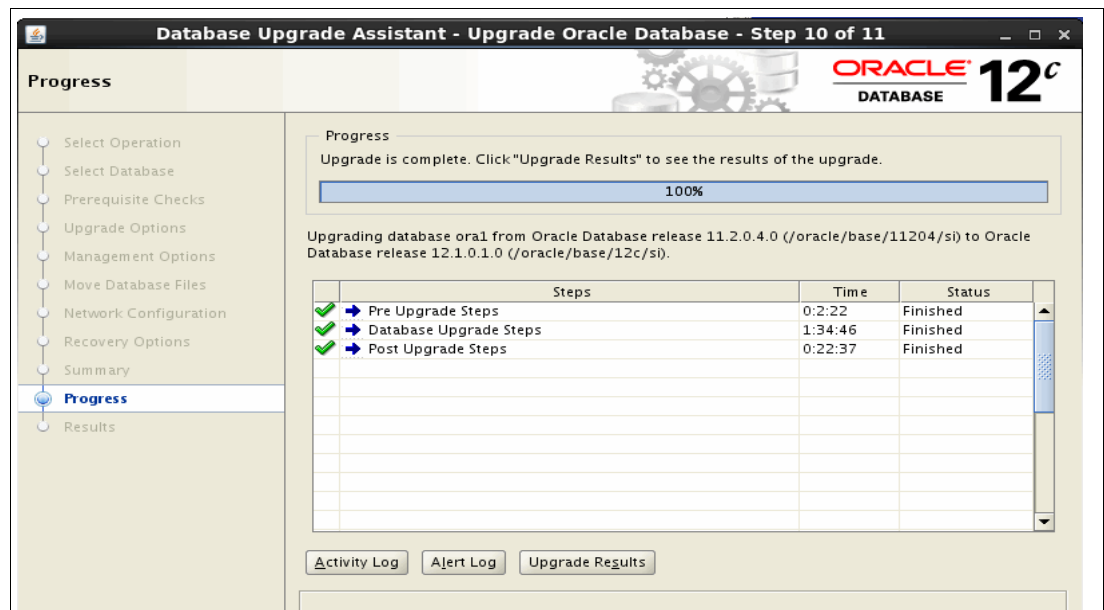 Database Upgrade Assistant - Upgrade Oracle Database - Step 10 of 11
Progress
ORACLE
DATABASE
12c
Select Operation
Select Database
Prerequisite Checks
Upgrade Options
Management Options
Move Database Files
Network Configuration
Recovery Options
Summary
Progress
Results
Progress
Upgrade is complete. Click "Upgrade Results" to see the results of the upgrade.
100%
Upgrading database ora1 from Oracle Database release 11.2.0.4.0 (/oracle/base/11204/si) to Oracle
Database release 12.1.0.1.0 (/oracle/base/12c/si).
Steps Time Status
Pre Upgrade Steps 0:2:22 Finished
Database Upgrade Steps 1:34:46 Finished
Post Upgrade Steps 0:22:37 Finished
Activity Log Alert Log Upgrade Results